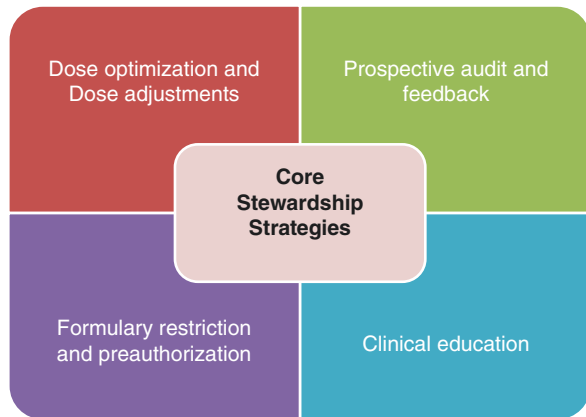 Dose optimization and
Dose adjustments
Prospective audit and
feedback
Core
Stewardship
Strategies
Formulary restriction
and preauthorization
Clinical education